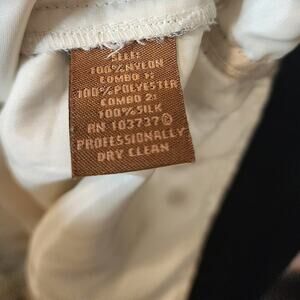 SELF:
100%NYLON
COMBO 1:
100%POLYESTER
COMBO 2:
100%SILK
RN 103737®
PROFESSIONALLY
DRY CLEAN